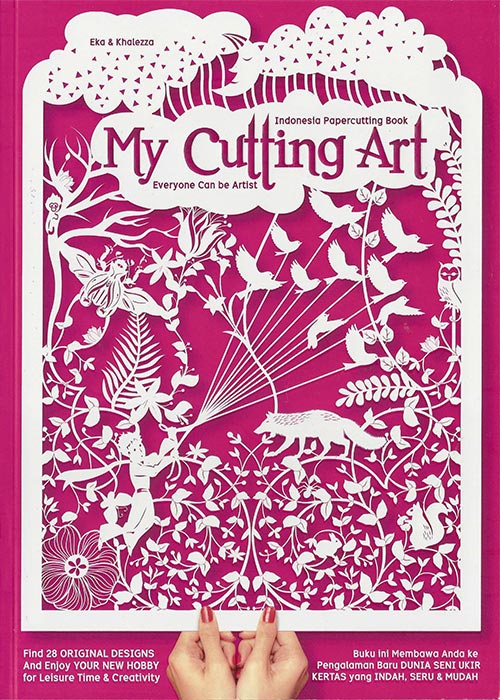 Eka & Khalezza
Indonesia Papercutting Book
My Cutting Art
Everyone Can be Artist
Find 28 ORIGINAL DESIGNS
And Enjoy YOUR NEW HOBBY
for Leisure Time & Creativity
Buku ini Membawa Anda ke
Pengalaman Baru DUNIA SENI UKIR
KERTAS yang INDAH, SERU & MUDAH